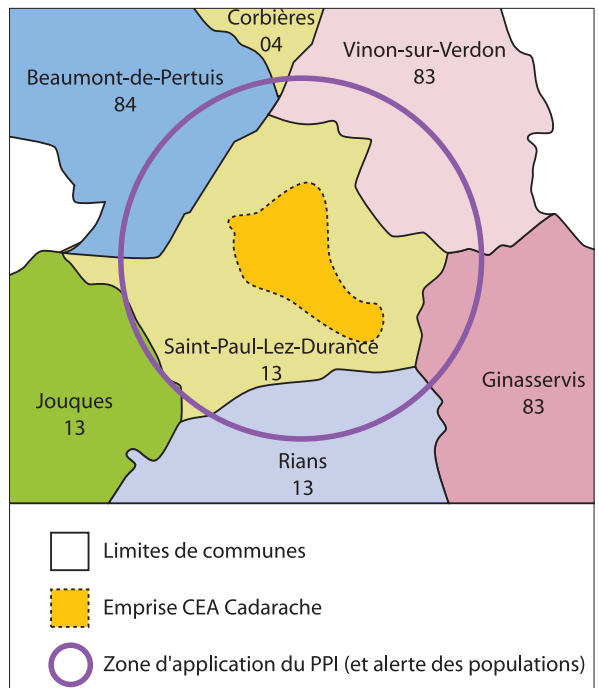 Corbières
04
Vinon-sur-Verdon
83
Beaumont-de-Pertuis
84
Saint-Paul-Lez-Durance
13
Jouques
13
Ginasservis
83
Rians
13
Limites de communes
Emprise CEA Cadarache
Zone d'application du PPI (et alerte des populations)